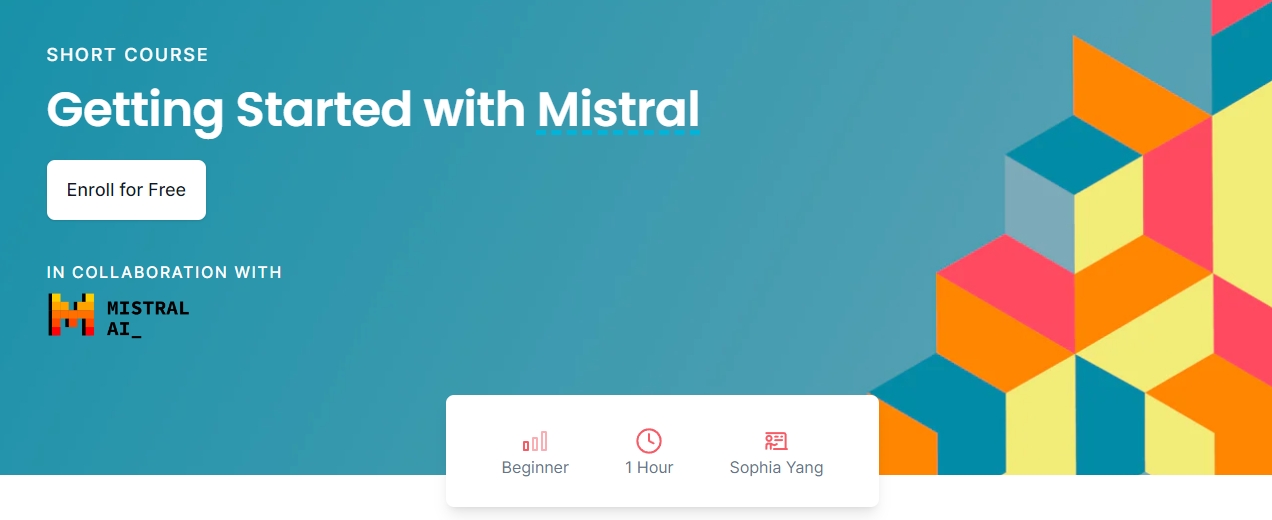 SHORT COURSE
Getting Started with Mistral
Enroll for Free
IN COLLABORATION WITH
MISTRAL
AI_
Beginner
1 Hour
Sophia Yang